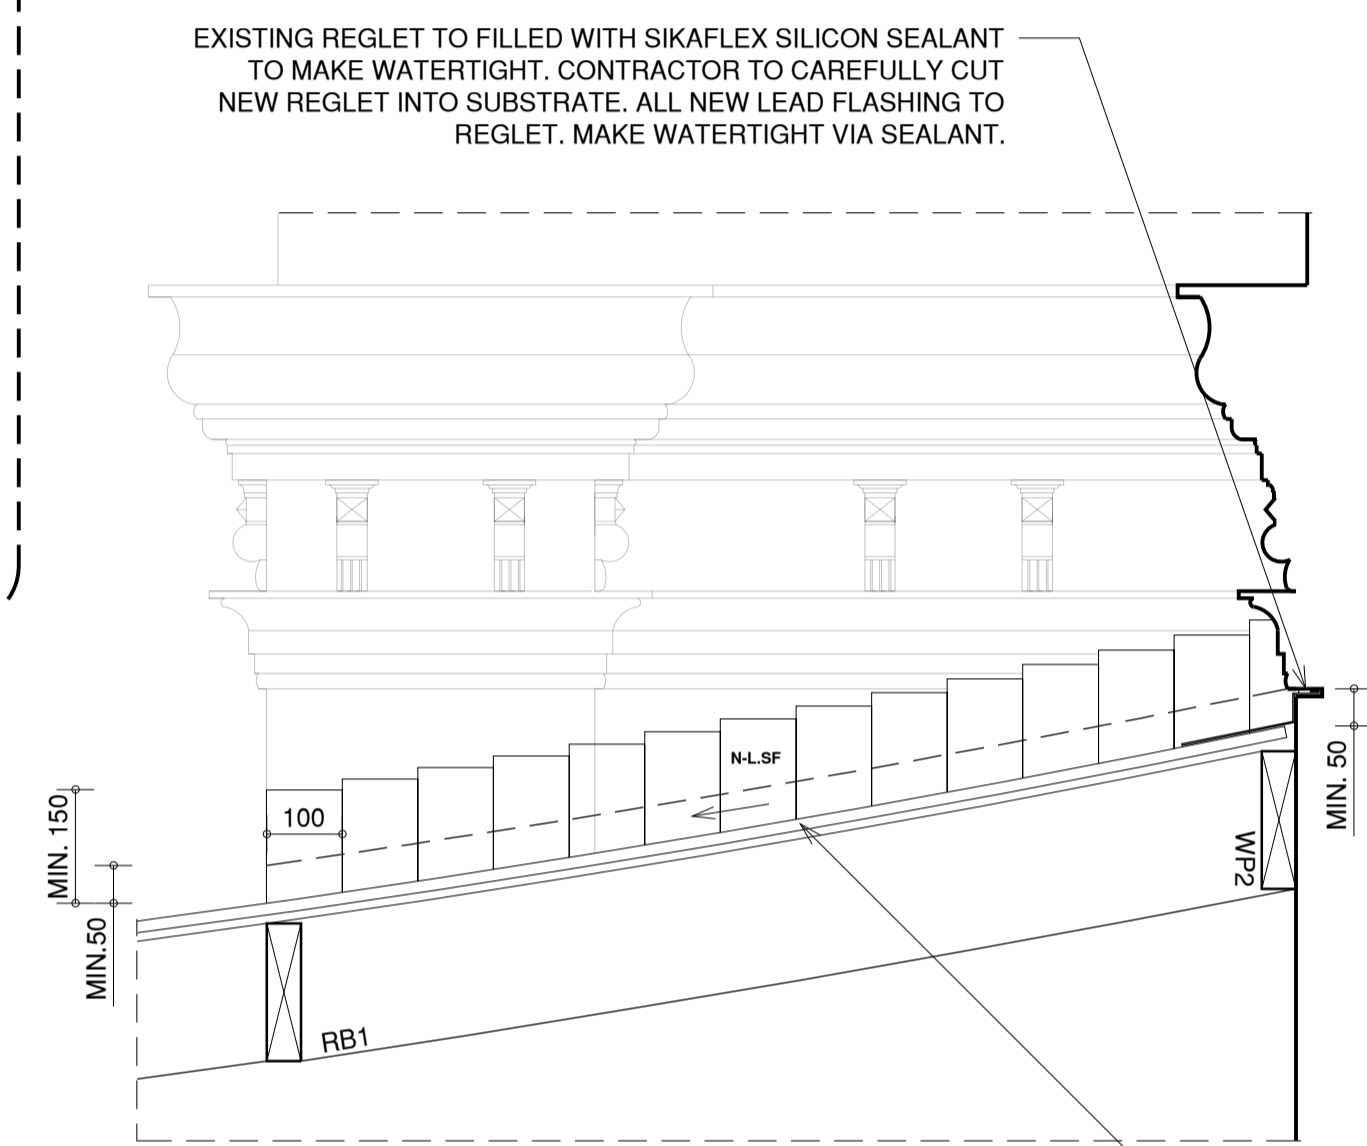 EXISTING REGLET TO FILLED WITH SIKAFLEX SILICON SEALANT
TO MAKE WATERTIGHT. CONTRACTOR TO CAREFULLY CUT
NEW REGLET INTO SUBSTRATE. ALL NEW LEAD FLASHING TO
REGLET. MAKE WATERTIGHT VIA SEALANT.
N-L.SF
100
MIN. 150
MIN.50
MIN. 50
WP2
RB1